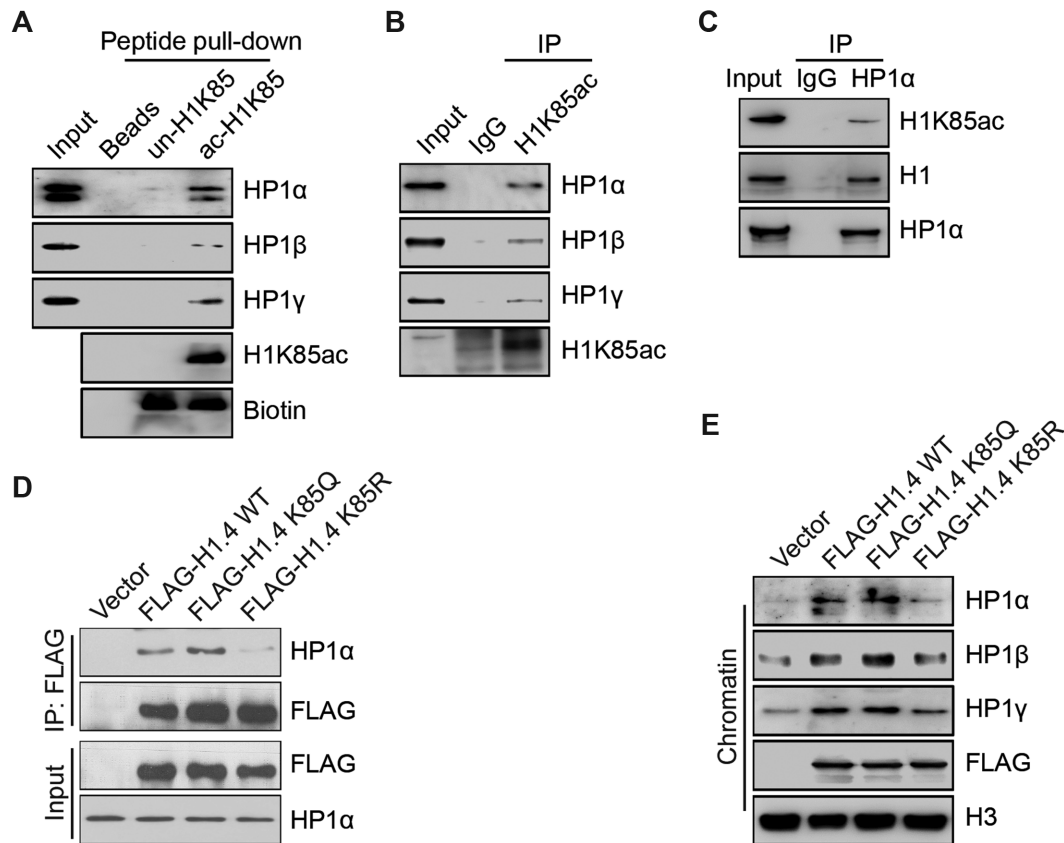 A
Peptide pull-down
Input
Beads
un-H1K85
ac-H1K85
HP1α
HP1β
HP1γ
H1K85ac
Biotin
B
IP
Input
IgG
H1K85ac
HP1α
HP1β
HP1γ
H1K85ac
C
IP
Input IgG HP1α
H1K85ac
H1
HP1α
D
Vector
FLAG-H1.4 WT
FLAG-H1.4 K85Q
FLAG-H1.4 K85R
IP: FLAG
HP1α
FLAG
Input
FLAG
HP1α
E
Vector
FLAG-H1.4 WT
FLAG-H1.4 K85Q
FLAG-H1.4 K85R
Chromatin
HP1α
HP1β
HP1γ
FLAG
H3